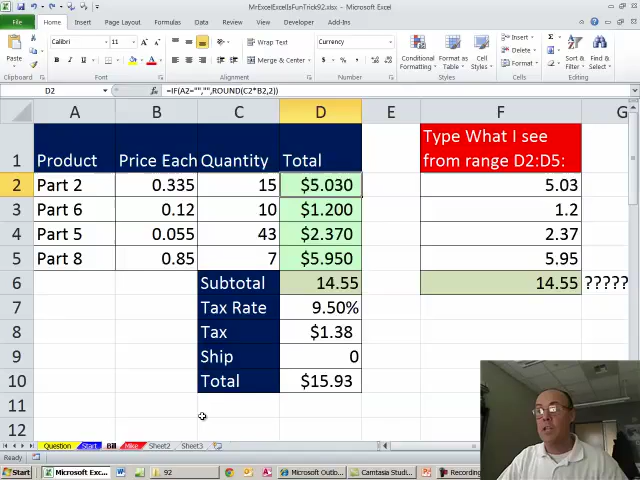 MrExcelExcelIsFunTrick92.xlsx - Microsoft Excel
File Home Insert Page Layout Formulas Data Review View Developer Add-Ins
Calibri 11 Wrap Text Currency Insert
Paste Merge & Center Conditional Formatting Format as Table Cell Styles Delete Format Sort & Filter Find & Select
Clipboard Font Alignment Number Styles Cells Editing
D2 =IF(A2="","",ROUND(C2*B2,2))
A B C D E F G
Type What I see
1 Product Price Each Quantity Total from range D2:D5:
2 Part 2 0.335 15 $5.030 5.03
3 Part 6 0.12 10 $1.200 1.2
4 Part 5 0.055 43 $2.370 2.37
5 Part 8 0.85 7 $5.950 5.95
6 Subtotal 14.55 14.55 ?????
7 Tax Rate 9.50%
8 Tax $1.38
9 Ship 0
10 Total $15.93
11
12
Question Start Bill Mike Sheet2 Sheet3
Ready
Start Microsoft Exc... 92 Microsoft Outlo... Camtasia Studi... Recording